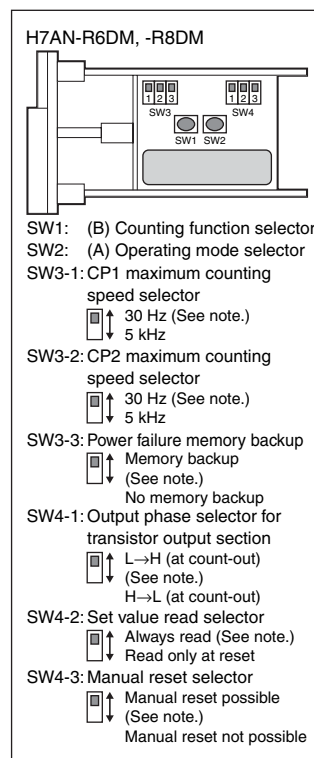 H7AN-R6DM, -R8DM
1 2 3
1 2 3
SW3
SW4
SW1 SW2
SW1: (B) Counting function selector
SW2: (A) Operating mode selector
SW3-1: CP1 maximum counting
speed selector
30 Hz (See note.)
5 kHz
SW3-2: CP2 maximum counting
speed selector
30 Hz (See note.)
5 kHz
SW3-3: Power failure memory backup
Memory backup
(See note.)
No memory backup
SW4-1: Output phase selector for
transistor output section
L→H (at count-out)
(See note.)
H→L (at count-out)
SW4-2: Set value read selector
Always read (See note.)
Read only at reset
SW4-3: Manual reset selector
Manual reset possible
(See note.)
Manual reset not possible